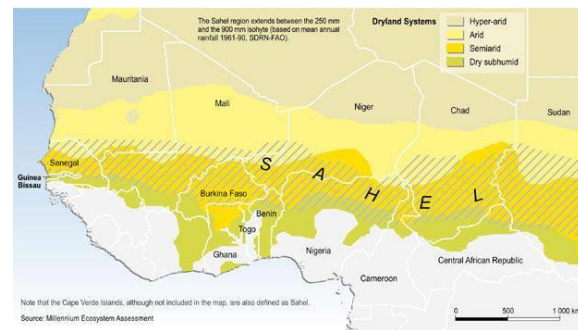 The Sahel region extends between the 250 mm
and the 900 mm isohyte (based on mean annual
rainfall 1961-90, SDRN-FAO).
Dryland Systems
Hyper-arid
Arid
Semiarid
Dry subhumid
Mauritania
Mali
Niger
Chad
Sudan
Senegal
Guinea
Bissau
SAHEL
Burkina Faso
Benin
Togo
Ghana
Nigeria
Cameroon
Central African Republic
Note that the Cape Verde Islands, although not included in the map, are also defined as Sahel.
Source: Millennium Ecosystem Assessment
0 500 1 000 km